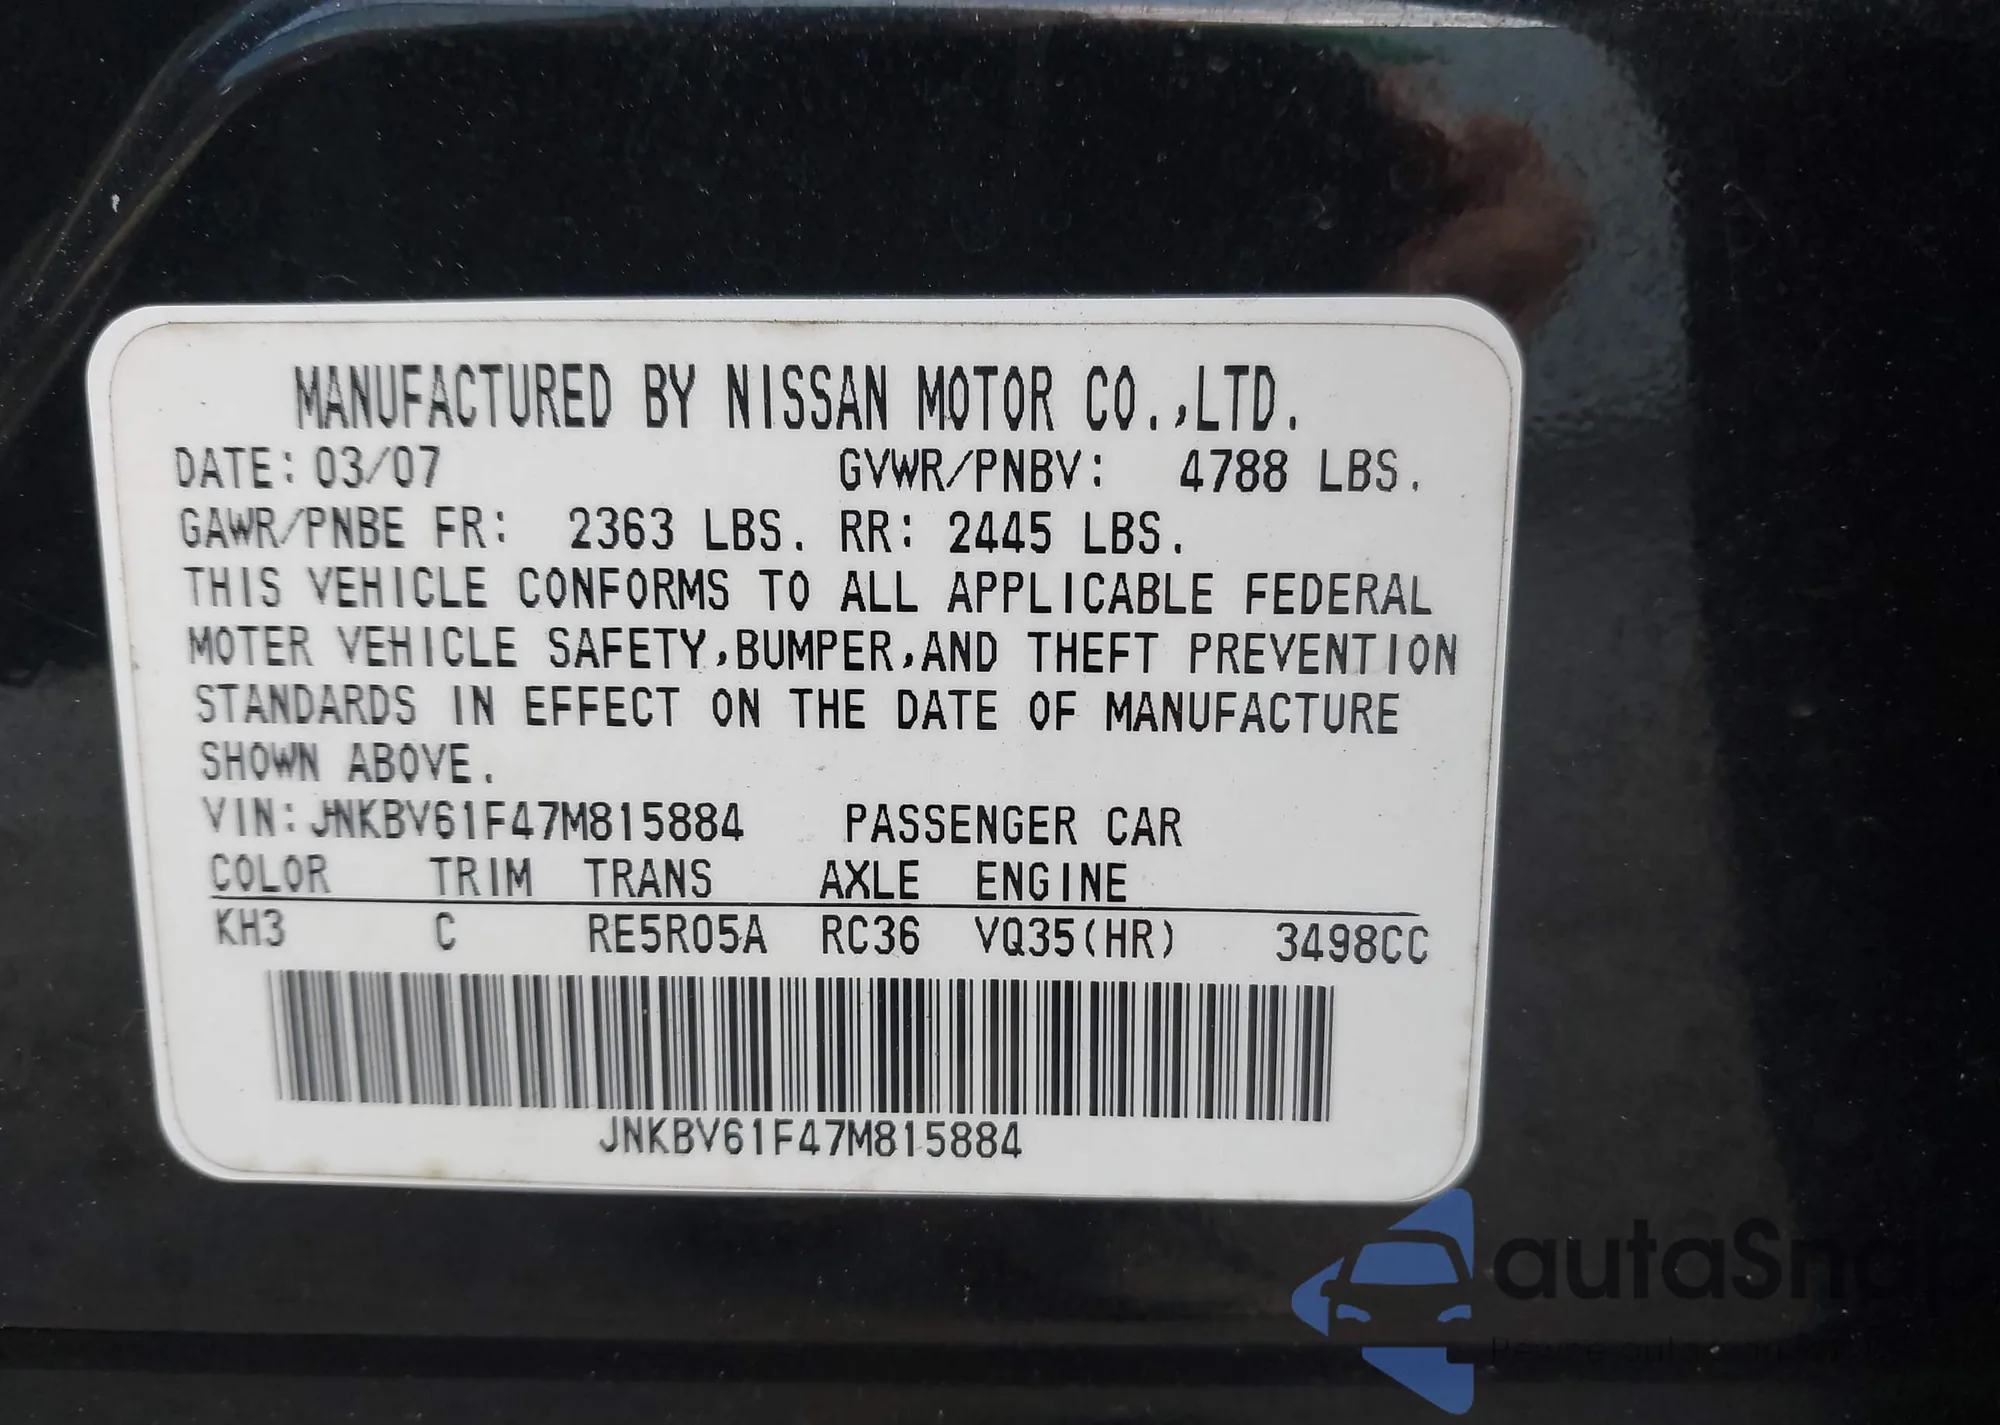 MANUFACTURED BY NISSAN MOTOR CO.,LTD.
DATE: 03/07 GVWR/PNBV: 4788 LBS.
GAWR/PNBE FR: 2363 LBS. RR: 2445 LBS.
THIS VEHICLE CONFORMS TO ALL APPLICABLE FEDERAL
MOTER VEHICLE SAFETY,BUMPER,AND THEFT PREVENTION
STANDARDS IN EFFECT ON THE DATE OF MANUFACTURE
SHOWN ABOVE.
VIN: JNKBV61F47M815884 PASSENGER CAR
COLOR TRIM TRANS AXLE ENGINE
KH3 C RE5R05A RC36 VQ35(HR) 3498CC
JNKBV61F47M815884
autaSnap